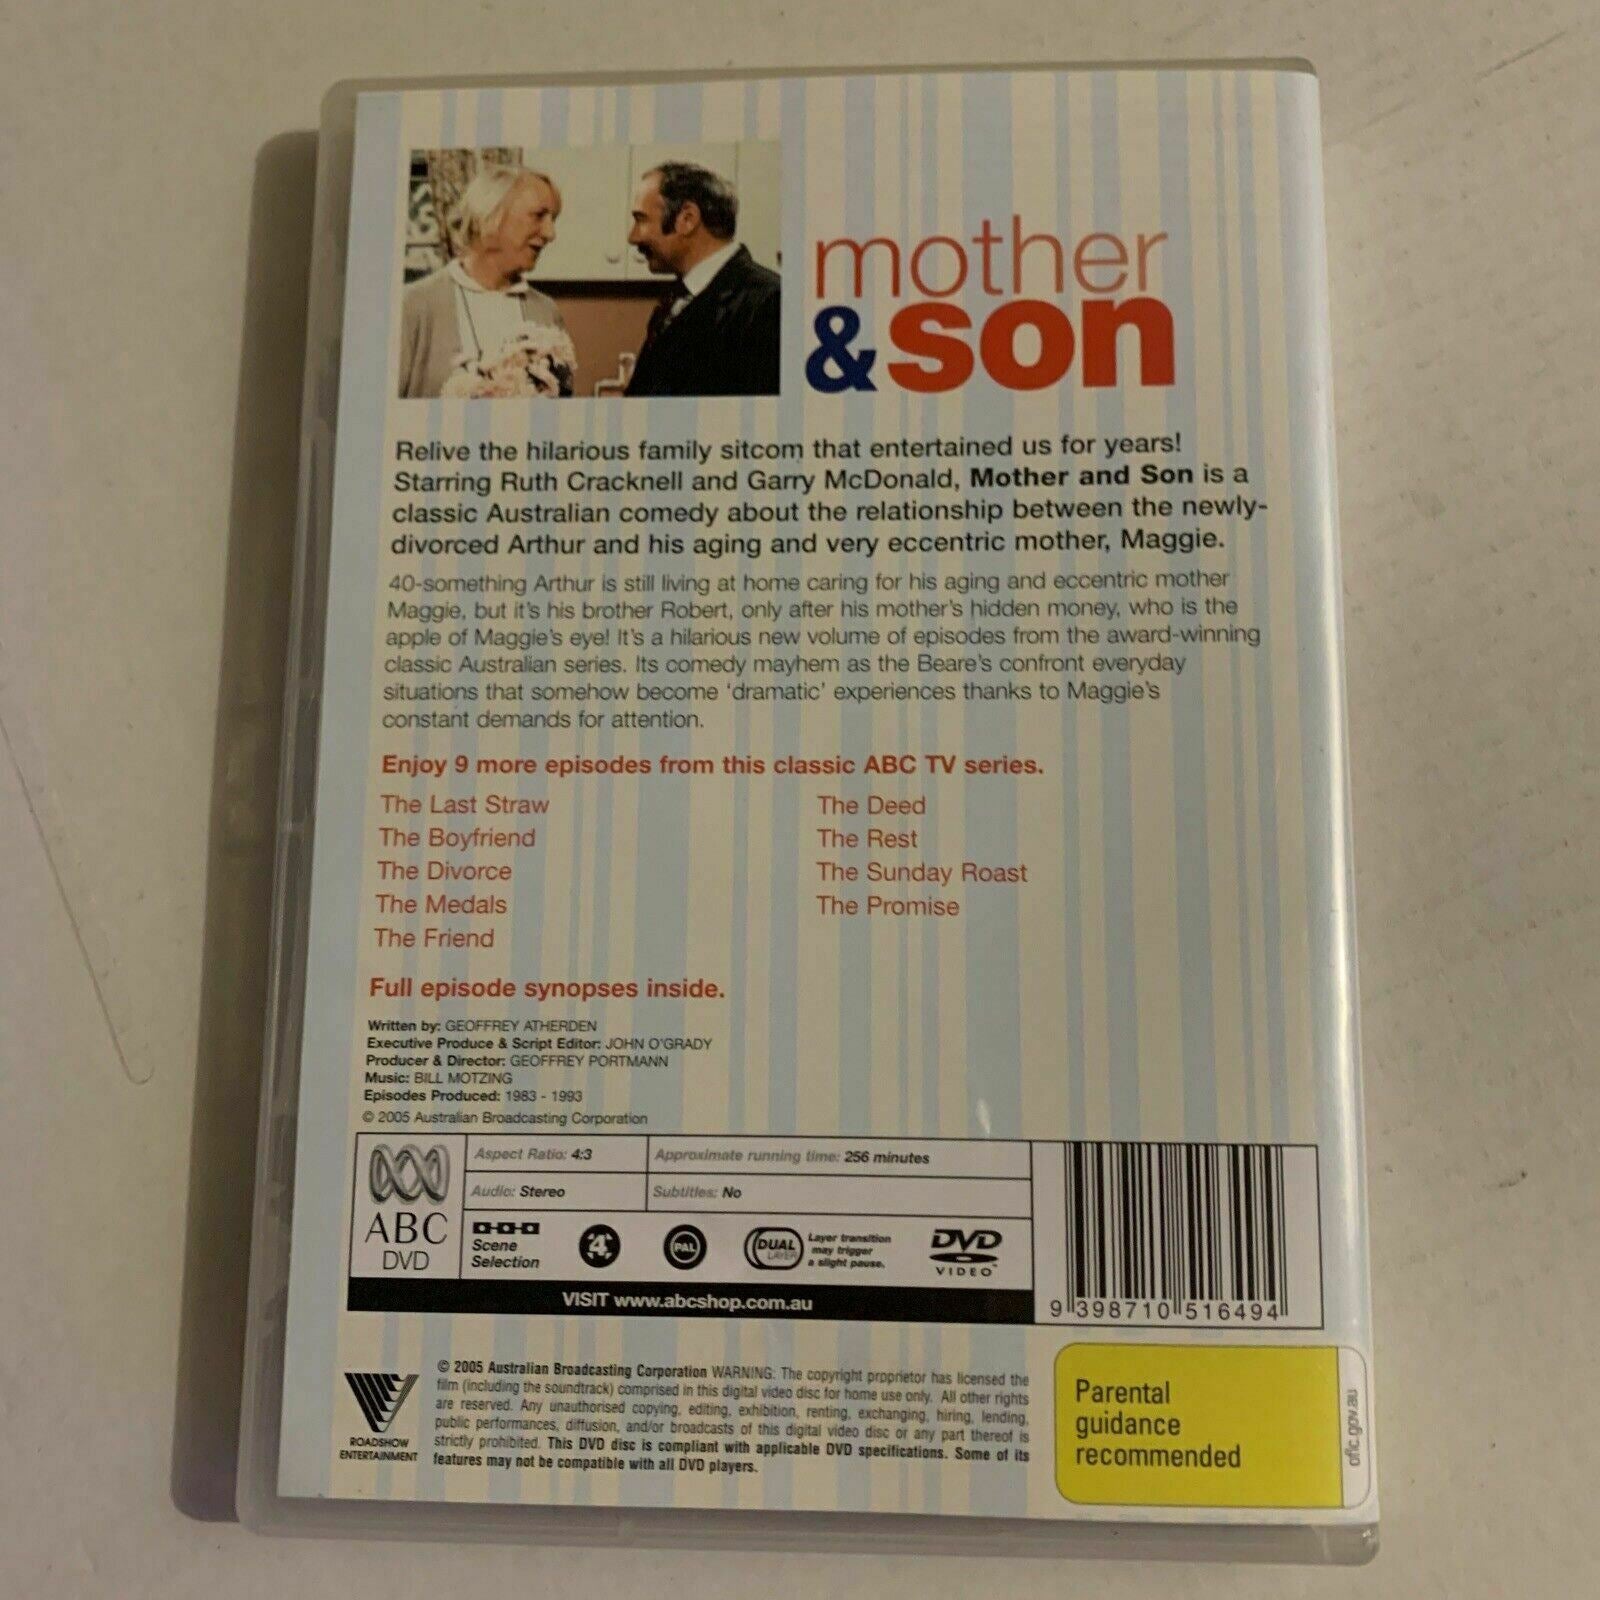 mother
& son
Relive the hilarious family sitcom that entertained us for years!
Starring Ruth Cracknell and Garry McDonald, Mother and Son is a
classic Australian comedy about the relationship between the newly-
divorced Arthur and his aging and very eccentric mother, Maggie.
40-something Arthur is still living at home caring for his aging and eccentric mother
Maggie, but it's his brother Robert, only after his mother's hidden money, who is the
apple of Maggie's eye! It's a hilarious new volume of episodes from the award-winning
classic Australian series. Its comedy mayhem as the Beare's confront everyday
situations that somehow become 'dramatic' experiences thanks to Maggie's
constant demands for attention.
Enjoy 9 more episodes from this classic ABC TV series.
The Last Straw
The Boyfriend
The Divorce
The Medals
The Friend
The Deed
The Rest
The Sunday Roast
The Promise
Full episode synopses inside.
Written by: GEOFFREY ATHERDEN
Executive Produce & Script Editor: JOHN O'GRADY
Producer & Director: GEOFFREY PORTMANN
Music: BILL MOTZING
Episodes Produced: 1983 - 1993
© 2005 Australian Broadcasting Corporation
ABC
DVD
Aspect Ratio: 4:3
Approximate running time: 256 minutes
Audio: Stereo
Subtitles: No
Scene
Selection
4
PAL
DUAL
LAYER
Layer transition
may trigger
a slight pause.
DVD
VIDEO™
VISIT www.abcshop.com.au
9 398710 516494
ROADSHOW
ENTERTAINMENT
© 2005 Australian Broadcasting Corporation WARNING: The copyright proprietor has licensed the
film (including the soundtrack) comprised in this digital video disc for home use only. All other rights
are reserved. Any unauthorised copying, editing, exhibition, renting, exchanging, hiring, lending,
public performances, diffusion, and/or broadcasts of this digital video disc or any part thereof is
strictly prohibited. This DVD disc is compliant with applicable DVD specifications. Some of its
features may not be compatible with all DVD players.
Parental
guidance
recommended
oflc.gov.au